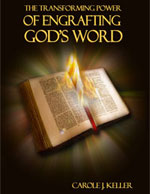 THE TRANSFORMING POWER
OF ENGRAFTING
GOD'S WORD
CAROLE J. KELLER